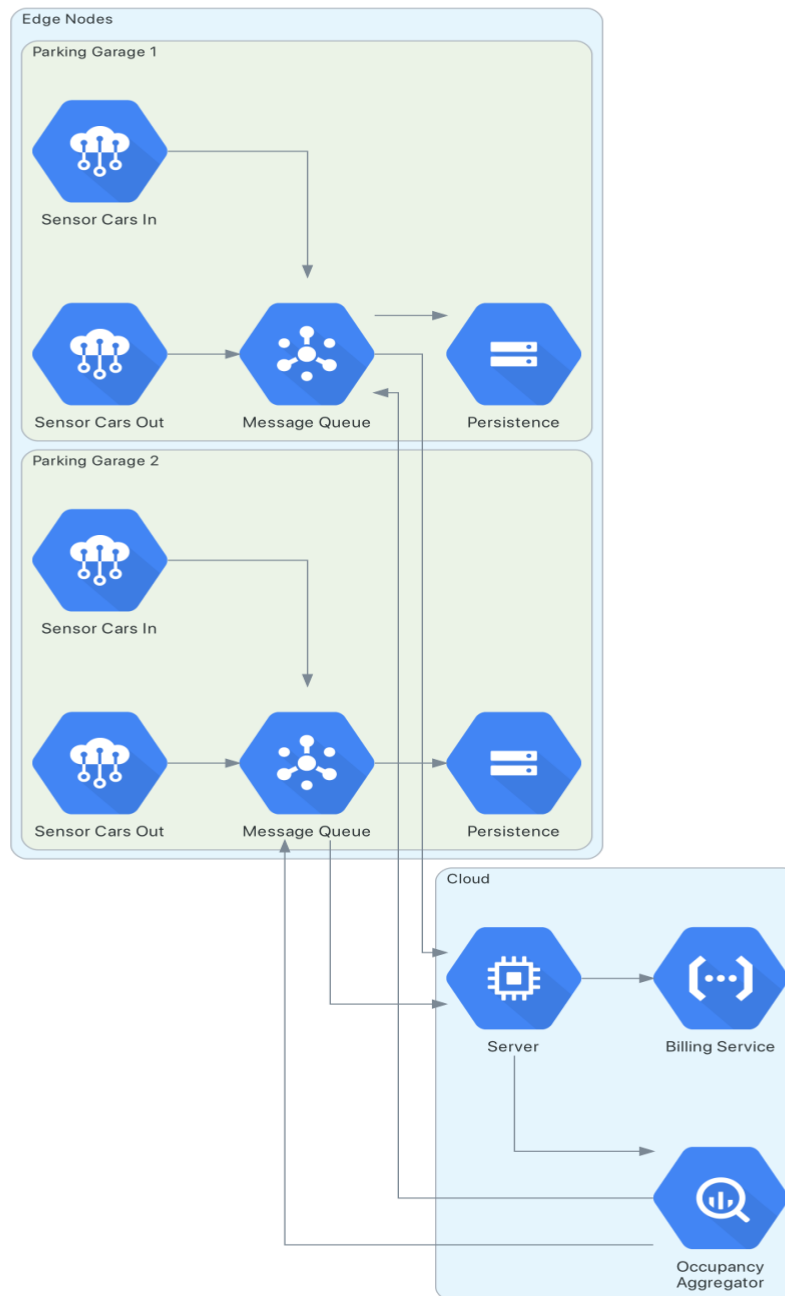 Edge Nodes
Parking Garage 1
Sensor Cars In
Sensor Cars Out
Message Queue
Persistence
Parking Garage 2
Sensor Cars In
Sensor Cars Out
Message Queue
Persistence
Cloud
Server
Billing Service
Occupancy
Aggregator